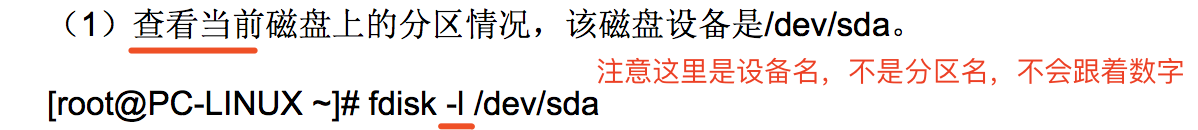 （1）查看当前磁盘上的分区情况，该磁盘设备是/dev/sda。
注意这里是设备名，不是分区名，不会跟着数字
[root@PC-LINUX ~]# fdisk -l /dev/sda